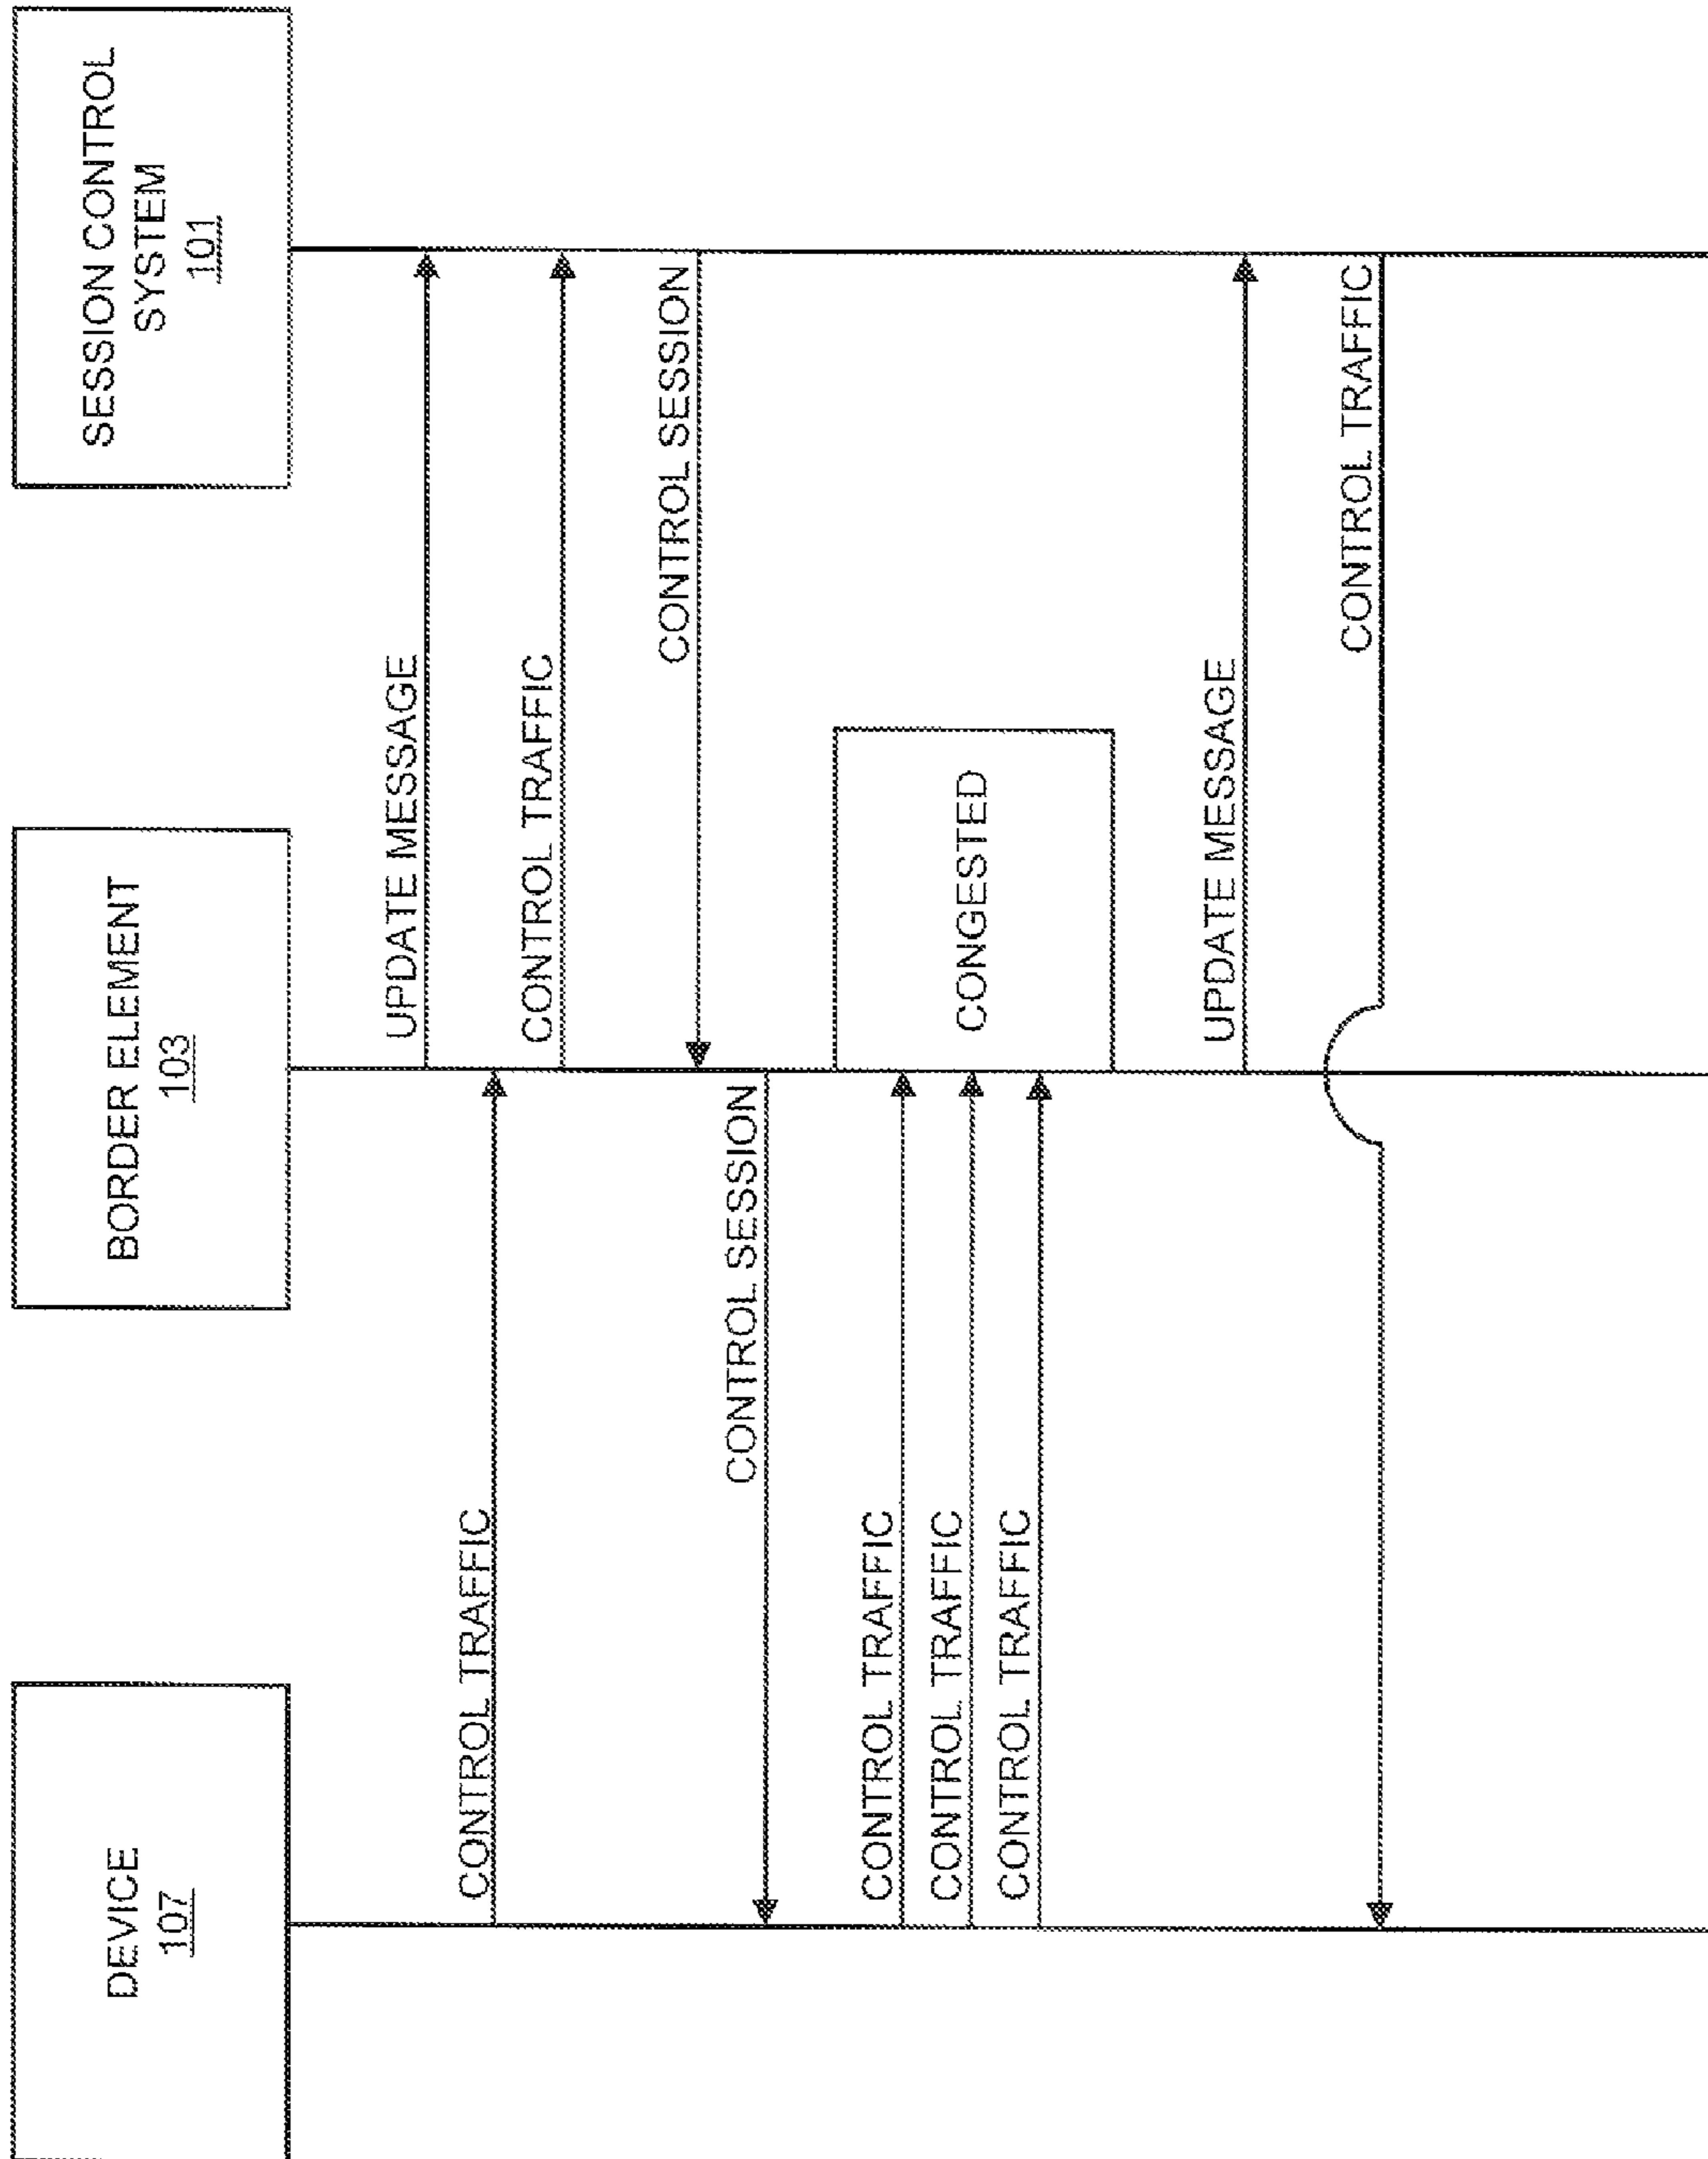 DEVICE
107
BORDER ELEMENT
103
SESSION CONTROL
SYSTEM
101
UPDATE MESSAGE
CONTROL TRAFFIC
CONTROL TRAFFIC
CONTROL SESSION
CONTROL SESSION
CONTROL TRAFFIC
CONTROL TRAFFIC
CONTROL TRAFFIC
CONGESTED
UPDATE MESSAGE
CONTROL TRAFFIC